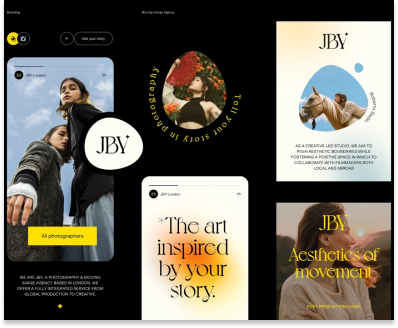 Branding
Moving Image Agency
Add your story
JBY London
2h
JBY
All photographers
WE ARE JBY, A PHOTOGRAPHY & MOVING
IMAGE AGENCY BASED IN LONDON. WE
OFFER A FULLY INTEGRATED SERVICE FROM
GLOBAL PRODUCTION TO CREATIVE.
Tell your story in photography
*The art
inspired
by your
story.
JBY
AS A CREATIVE LED STUDIO, WE AIM TO
PUSH AESTHETIC BOUNDARIES WHILE
FOSTERING A POSITIVE SPACE IN WHICH TO
COLLABORATE WITH FILMMAKERS BOTH
LOCAL AND ABROAD
JBY
Aesthetics of
movement